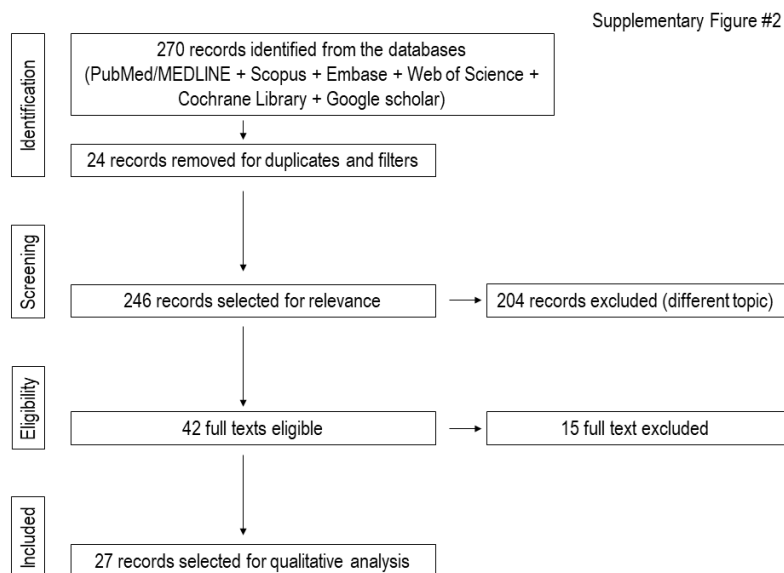 Supplementary Figure #2
Identification
270 records identified from the databases
(PubMed/MEDLINE + Scopus + Embase + Web of Science +
Cochrane Library + Google scholar)
24 records removed for duplicates and filters
Screening
246 records selected for relevance
204 records excluded (different topic)
Eligibility
42 full texts eligible
15 full text excluded
Included
27 records selected for qualitative analysis